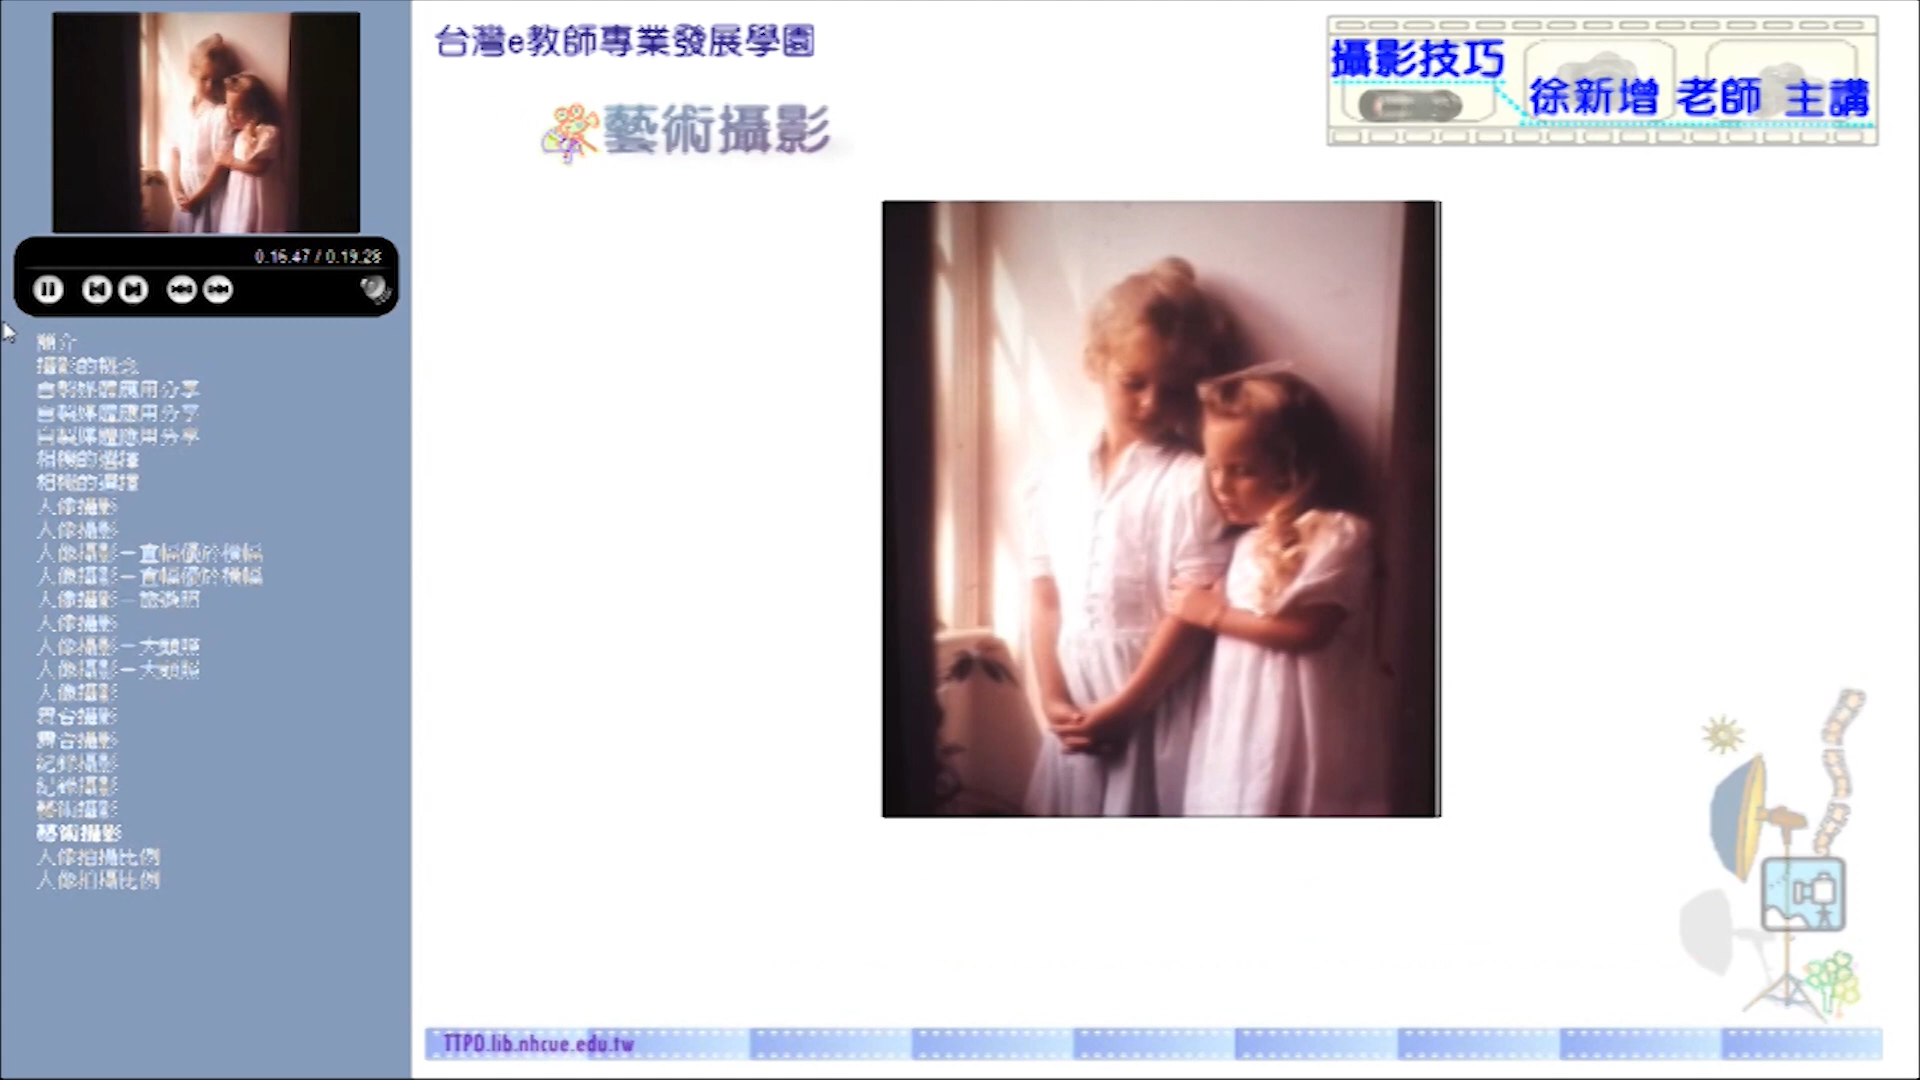 台灣e教師專業發展學園
攝影技巧
徐新增 老師 主講
藝術攝影
0.16.47 / 0.19.28
簡介
攝影的概念
自製媒體應用分享
自製媒體應用分享
自製媒體應用分享
相機的選擇
相機的選擇
人像攝影
人像攝影
人像攝影－直幅優於橫幅
人像攝影－直幅優於橫幅
人像攝影－
人像攝影
人像攝影－大頭照
人像攝影－大頭照
人像攝影
舞台攝影
舞台攝影
紀錄攝影
紀錄攝影
藝術攝影
藝術攝影
人像拍攝比例
人像拍攝比例
TTPD.lib.nhcue.edu.tw